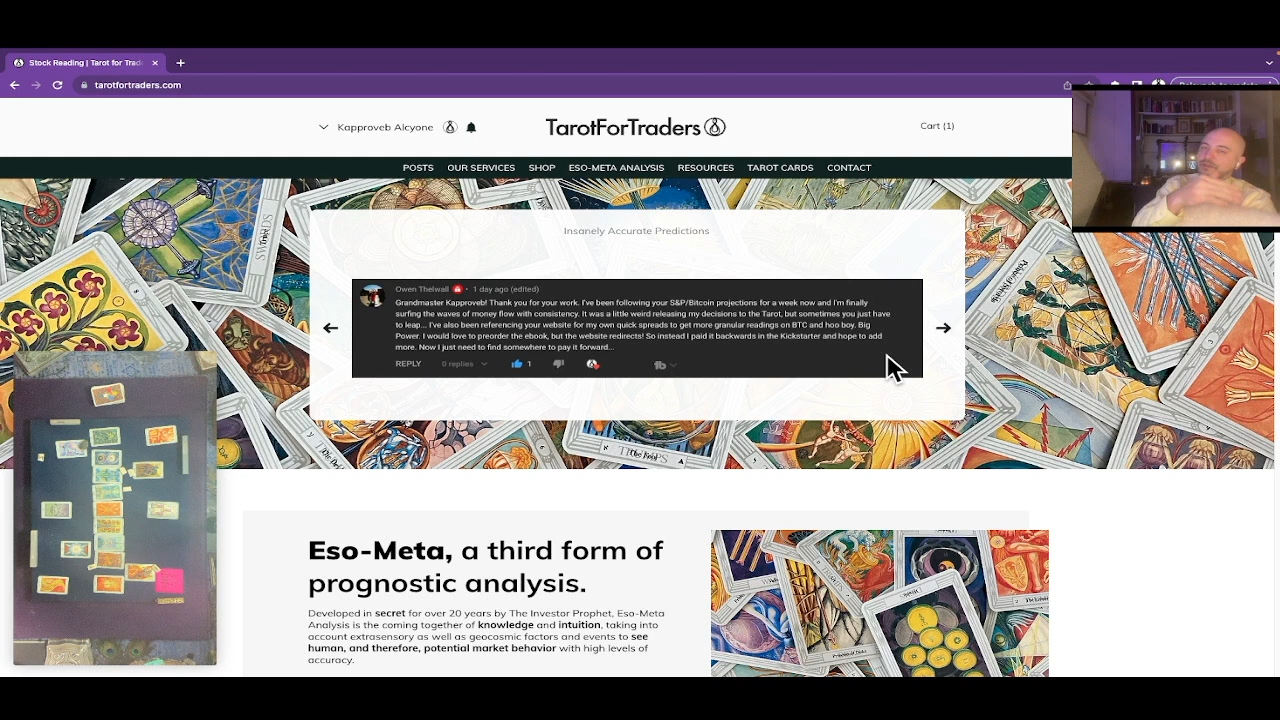 Stock Reading | Tarot for Trad
tarotfortraders.com
Relaunch to update
Kapproveb Alcyone
TarotForTraders
Cart (1)
POSTS OUR SERVICES SHOP ESO-META ANALYSIS RESOURCES TAROT CARDS CONTACT
Insanely Accurate Predictions
Owen Thelwall • 1 day ago (edited)
Grandmaster Kapproveb! Thank you for your work. I've been following your S&P/Bitcoin projections for a week now and I'm finally
surfing the waves of money flow with consistency. It was a little weird releasing my decisions to the Tarot, but sometimes you just have
to leap... I've also been referencing your website for my own quick spreads to get more granular readings on BTC and hoo boy. Big
Power. I would love to preorder the ebook, but the website redirects! So instead I paid it backwards in the Kickstarter and hope to add
more. Now I just need to find somewhere to pay it forward...
REPLY 0 replies 1
The Fool
Eso-Meta, a third form of
prognostic analysis.
Developed in secret for over 20 years by The Investor Prophet, Eso-Meta
Analysis is the coming together of knowledge and intuition, taking into
account extrasensory as well as geocosmic factors and events to see
human, and therefore, potential market behavior with high levels of
accuracy.
Princess of Disks